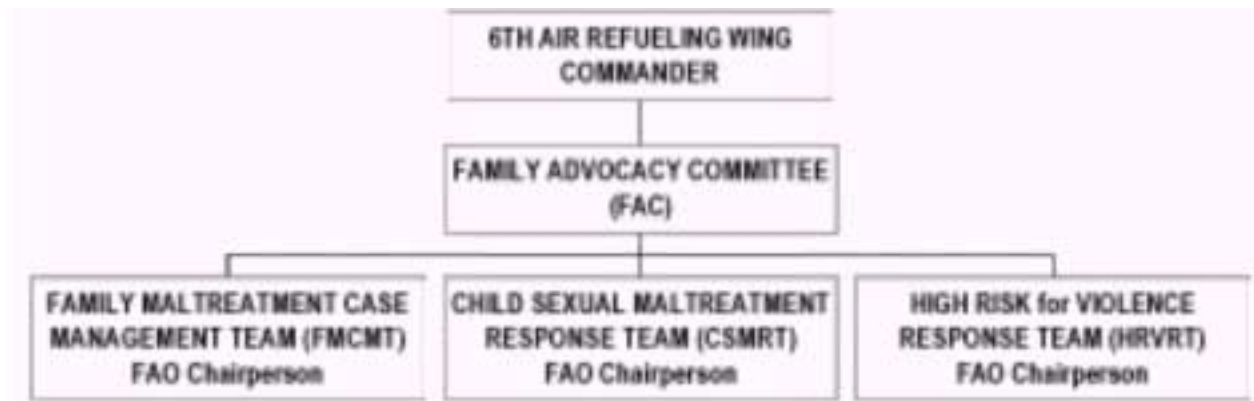 6TH AIR REFUELING WING
COMMANDER
FAMILY ADVOCACY COMMITTEE
(FAC)
FAMILY MALTREATMENT CASE
MANAGEMENT TEAM (FMCMT)
FAO Chairperson
CHILD SEXUAL MALTREATMENT
RESPONSE TEAM (CSMRT)
FAO Chairperson
HIGH RISK for VIOLENCE
RESPONSE TEAM (HRVRT)
FAO Chairperson